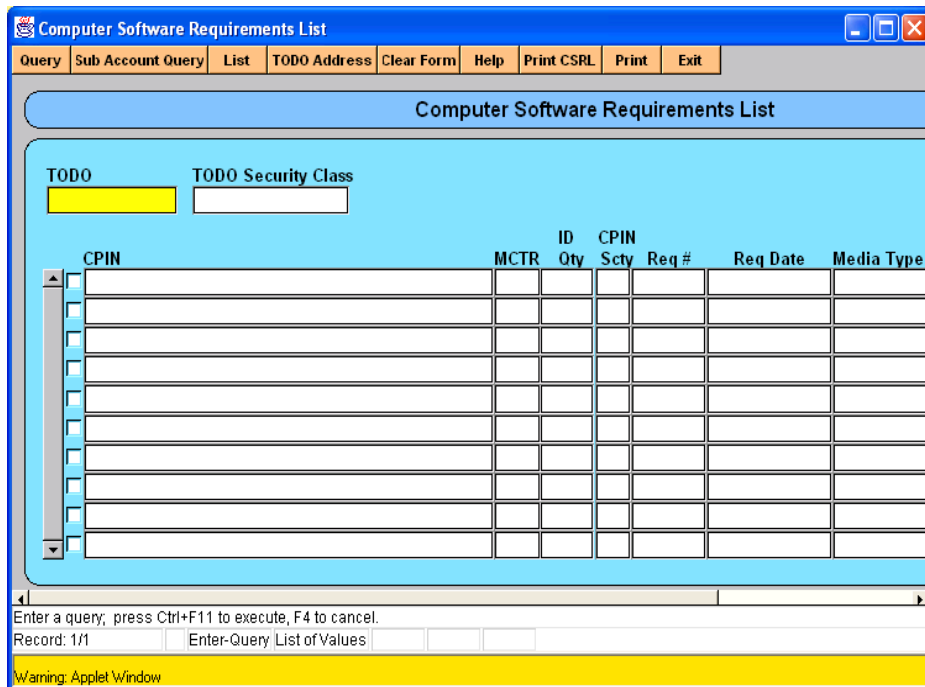 Computer Software Requirements List
Query Sub Account Query List TODO Address Clear Form Help Print CSRL Print Exit
Computer Software Requirements List
TODO TODO Security Class
ID CPIN
CPIN MCTR Qty Scty Req # Req Date Media Type
Enter a query; press Ctrl+F11 to execute, F4 to cancel.
Record: 1/1 Enter-Query List of Values
Warning: Applet Window